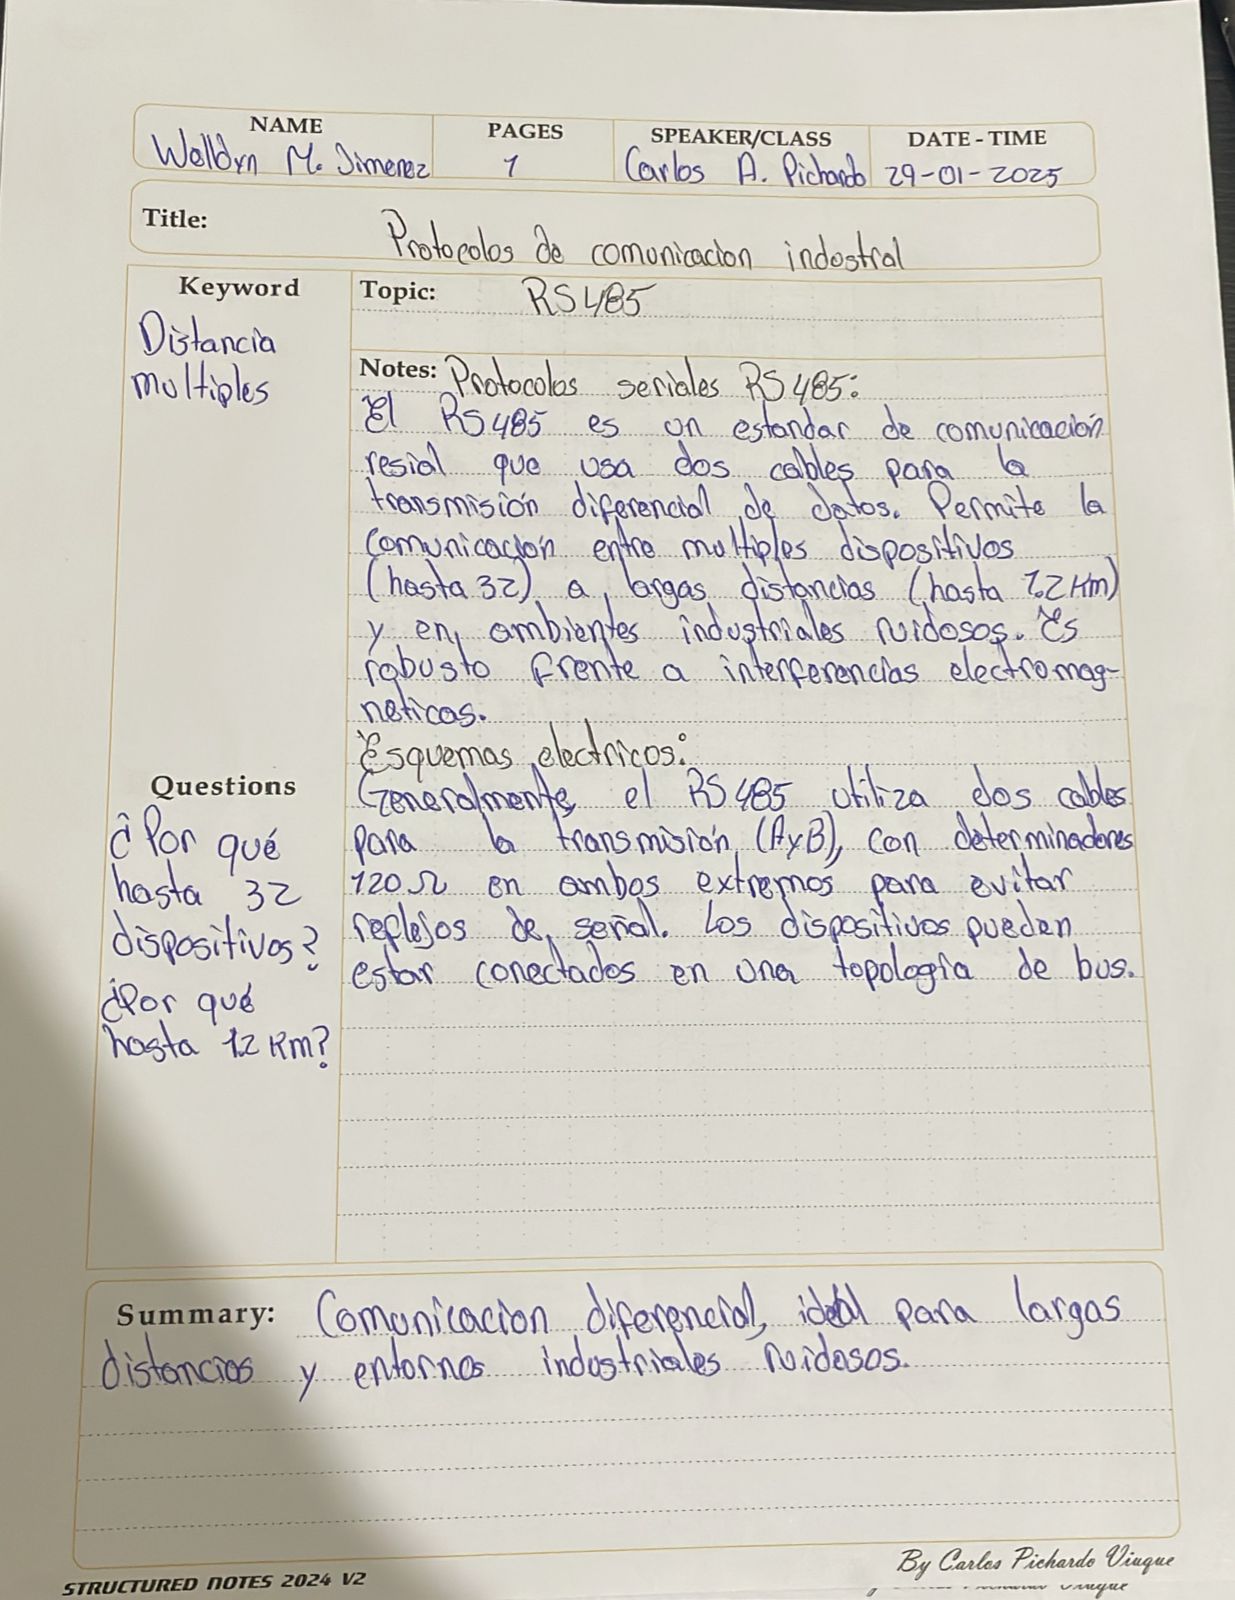 NAME
PAGES
SPEAKER/CLASS
DATE - TIME
Welldyn M. Jimenez
1
Carlos A. Pichardo
29-01-2025
Title:
Protocolos de comunicacion indostral
Keyword
Distancia
multiples
Topic: RS485
Notes: Protocolos seriales RS485:
El RS485 es un estandar de comunicación
resial que usa dos cables para la
transmisión diferencial de datos. Permite la
comunicación entre multiples dispositivos
(hasta 32) a largas distancias (hasta 1.2 Km)
y en ambientes industriales ruidosos. Es
robusto frente a interferencias electromag-
neticas.
Esquemas electricos:
Generalmente, el RS485 utiliza dos cables
para la transmisión (AyB), con determinadores
120Ω en ambos extremos para evitar
reflejos de señal. Los dispositivos pueden
estar conectados en una topología de bus.
Questions
¿Por qué
hasta 32
dispositivos?
¿Por qué
hasta 1.2 Km?
Summary: Comunicacion diferencial, ideal para largas
distancias y entornos industriales ruidosos.
STRUCTURED NOTES 2024 V2
By Carlos Pichardo Viuque